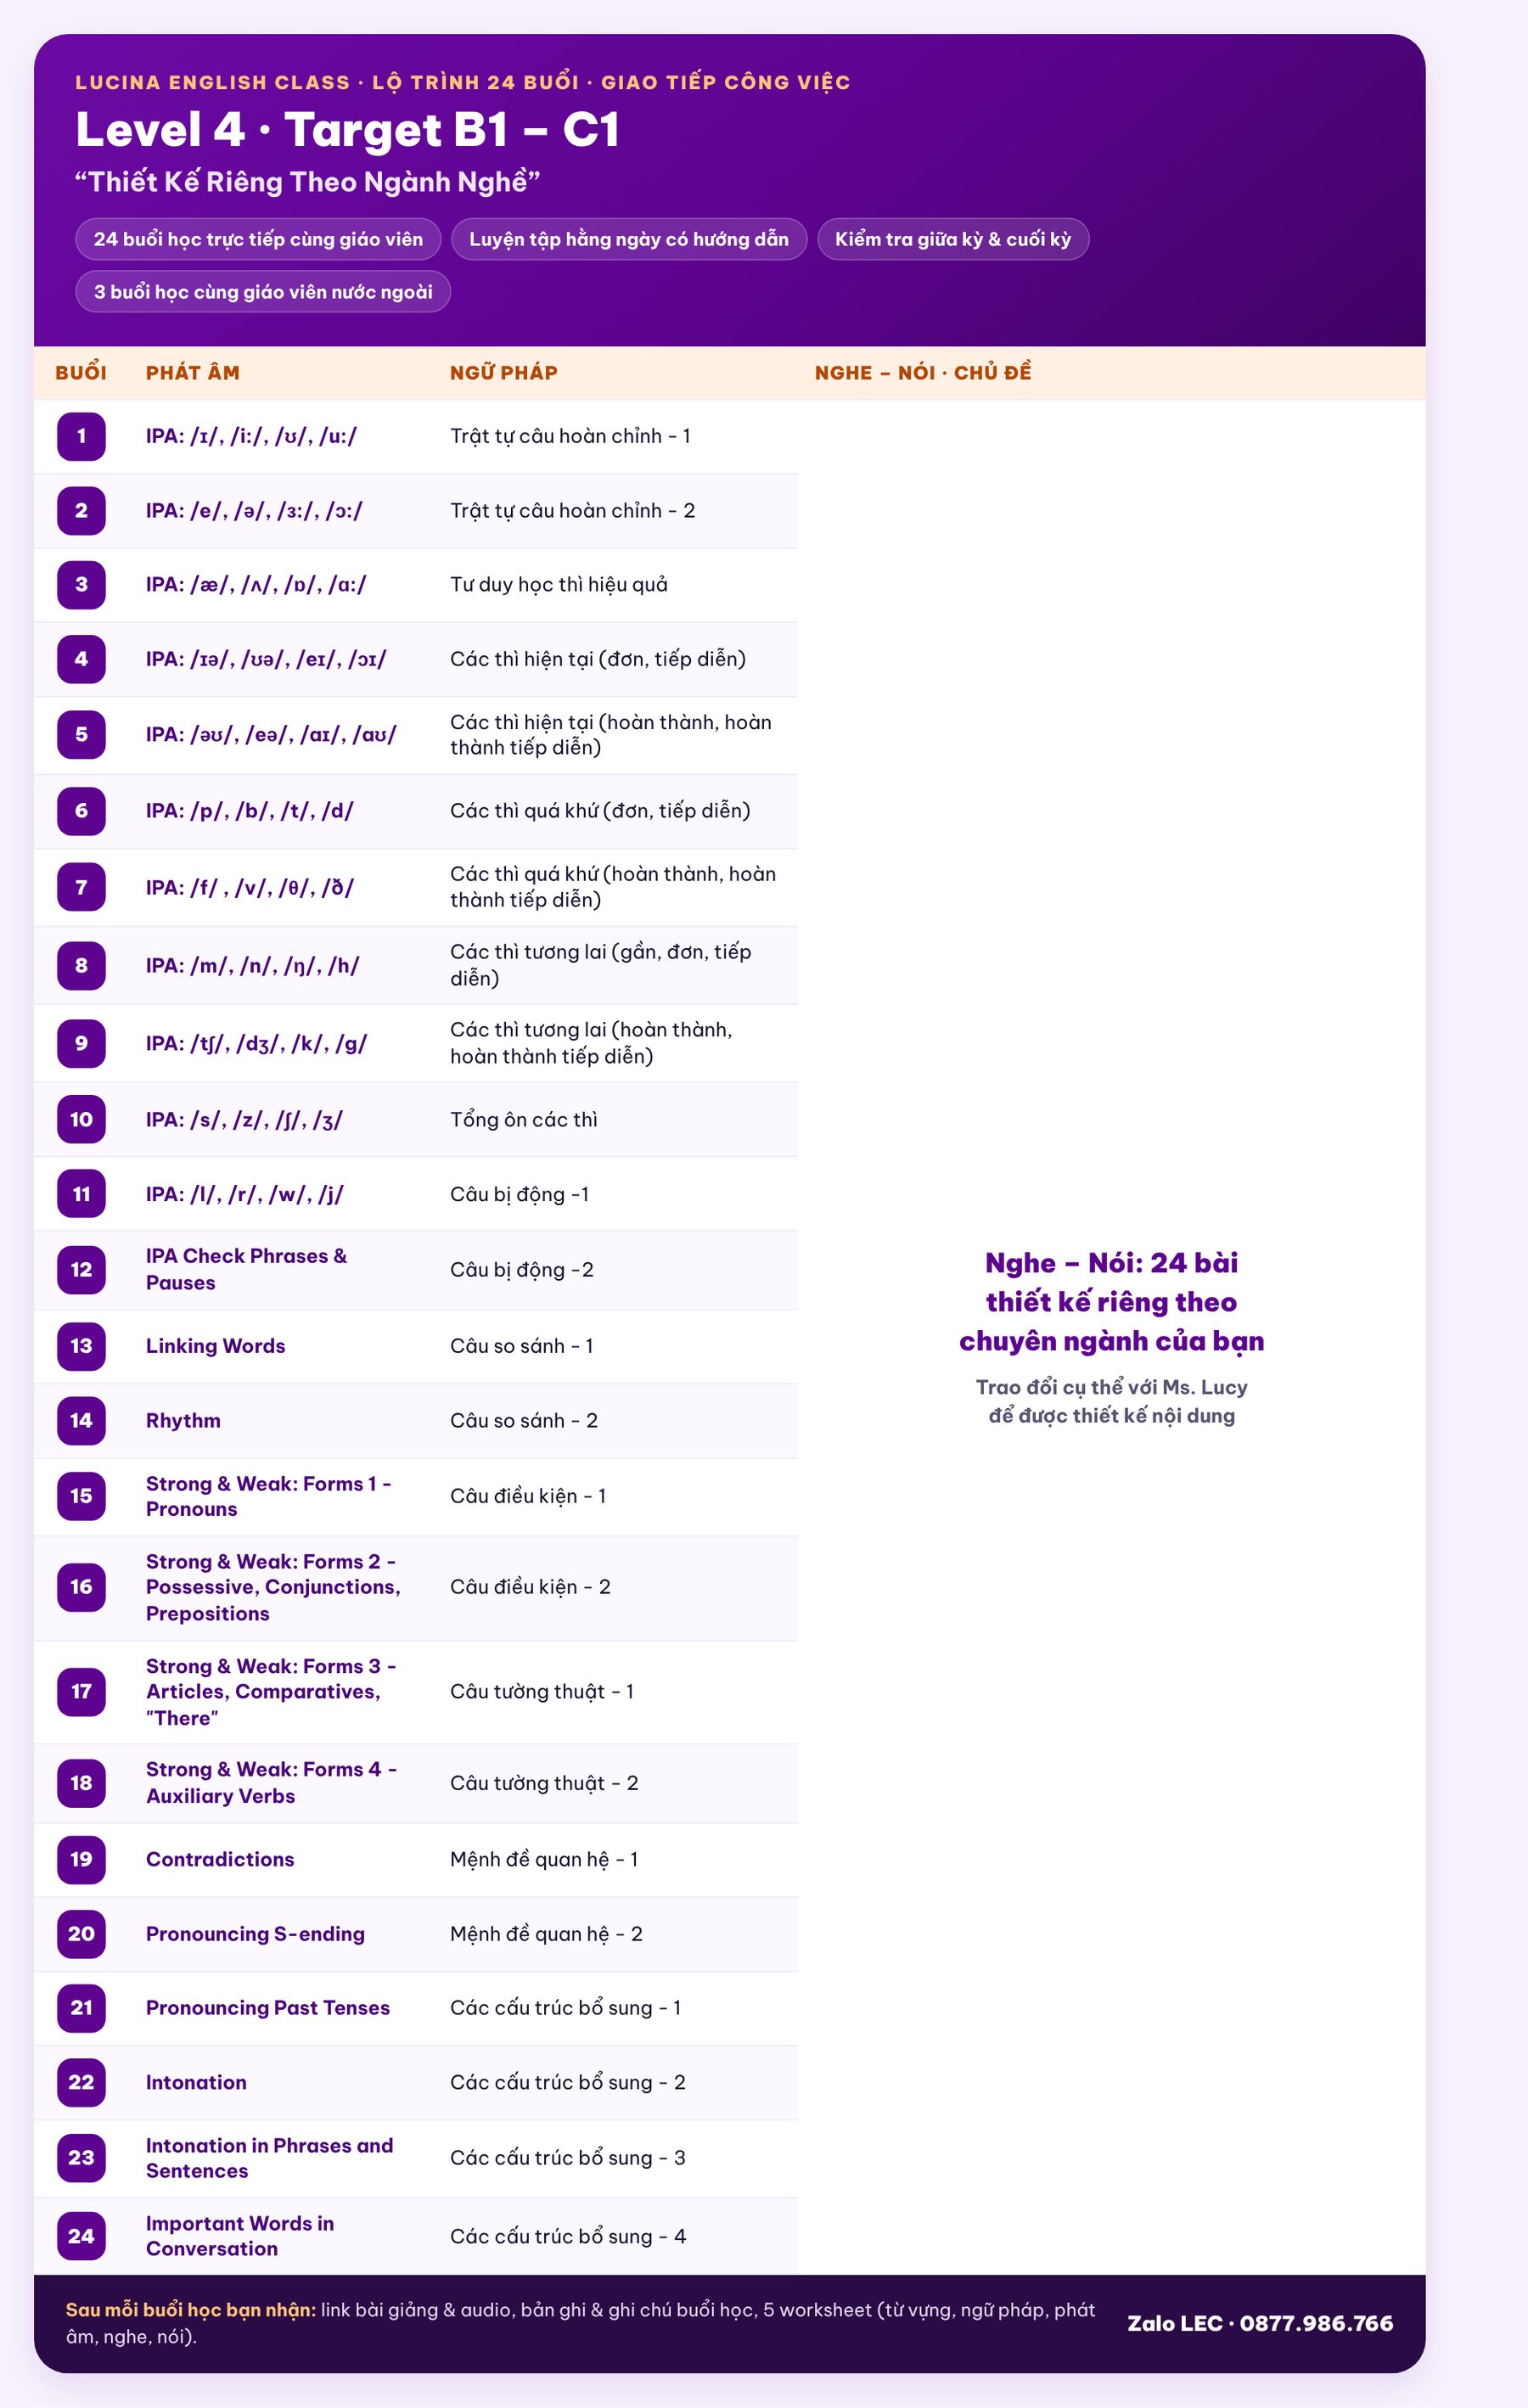 LUCINA ENGLISH CLASS · LỘ TRÌNH 24 BUỔI · GIAO TIẾP CÔNG VIỆC
Level 4 · Target B1 – C1
“Thiết Kế Riêng Theo Ngành Nghề”
24 buổi học trực tiếp cùng giáo viên
Luyện tập hằng ngày có hướng dẫn
Kiểm tra giữa kỳ & cuối kỳ
3 buổi học cùng giáo viên nước ngoài
BUỔI PHÁT ÂM NGỮ PHÁP NGHE – NÓI · CHỦ ĐỀ
1 IPA: /ɪ/, /i:/, /ʊ/, /u:/ Trật tự câu hoàn chỉnh - 1
2 IPA: /e/, /ə/, /ɜ:/, /ɔ:/ Trật tự câu hoàn chỉnh - 2
3 IPA: /æ/, /ʌ/, /ɒ/, /ɑ:/ Tư duy học thì hiệu quả
4 IPA: /ɪə/, /ʊə/, /eɪ/, /ɔɪ/ Các thì hiện tại (đơn, tiếp diễn)
5 IPA: /əʊ/, /eə/, /aɪ/, /aʊ/ Các thì hiện tại (hoàn thành, hoàn
thành tiếp diễn)
6 IPA: /p/, /b/, /t/, /d/ Các thì quá khứ (đơn, tiếp diễn)
7 IPA: /f/ , /v/, /θ/, /ð/ Các thì quá khứ (hoàn thành, hoàn
thành tiếp diễn)
8 IPA: /m/, /n/, /ŋ/, /h/ Các thì tương lai (gần, đơn, tiếp
diễn)
9 IPA: /tʃ/, /dʒ/, /k/, /g/ Các thì tương lai (hoàn thành,
hoàn thành tiếp diễn)
10 IPA: /s/, /z/, /ʃ/, /ʒ/ Tổng ôn các thì
11 IPA: /l/, /r/, /w/, /j/ Câu bị động -1
12 IPA Check Phrases &
Pauses
Câu bị động -2
13 Linking Words Câu so sánh - 1
14 Rhythm Câu so sánh - 2
15 Strong & Weak: Forms 1 -
Pronouns
Câu điều kiện - 1
16 Strong & Weak: Forms 2 -
Possessive, Conjunctions,
Prepositions
Câu điều kiện - 2
17 Strong & Weak: Forms 3 -
Articles, Comparatives,
"There"
Câu tường thuật - 1
18 Strong & Weak: Forms 4 -
Auxiliary Verbs
Câu tường thuật - 2
19 Contradictions Mệnh đề quan hệ - 1
20 Pronouncing S-ending Mệnh đề quan hệ - 2
21 Pronouncing Past Tenses Các cấu trúc bổ sung - 1
22 Intonation Các cấu trúc bổ sung - 2
23 Intonation in Phrases and
Sentences
Các cấu trúc bổ sung - 3
24 Important Words in
Conversation
Các cấu trúc bổ sung - 4
Nghe – Nói: 24 bài
thiết kế riêng theo
chuyên ngành của bạn
Trao đổi cụ thể với Ms. Lucy
để được thiết kế nội dung
Sau mỗi buổi học bạn nhận: link bài giảng & audio, bản ghi & ghi chú buổi học, 5 worksheet (từ vựng, ngữ pháp, phát
âm, nghe, nói).
Zalo LEC · 0877.986.766